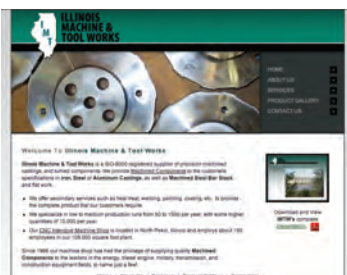 ILLINOIS
MACHINE &
TOOL WORKS
IMT
HOME
ABOUT US
SERVICES
PRODUCT GALLERY
CONTACT US
Welcome To Illinois Machine & Tool Works
Illinois Machine & Tool Works is a ISO-9000 registered supplier of precision machined
castings, and turned components. We provide Machined Components to the customers
specifications in Iron, Steel or Aluminum Castings, as well as Machined Steel Bar Stock
and flat work.
We offer secondary services such as heat treat, welding, painting, coating, etc. to provide
the complete product that our customers require.
We specialize in low to medium production runs from 50 to 1500 per year, with some higher
quantities of 10,000 per year.
Our CNC Intensive Machine Shop is located in North Pekin, Illinois and employs about 180
employees in our 108,000 square foot plant.
Download and View
IMTW's complete
Since 1966 our machine shop has had the privilege of supplying quality Machined
Components to the leaders in the energy, diesel engine, military, transmission, and
construction equipment fields, to name just a few!